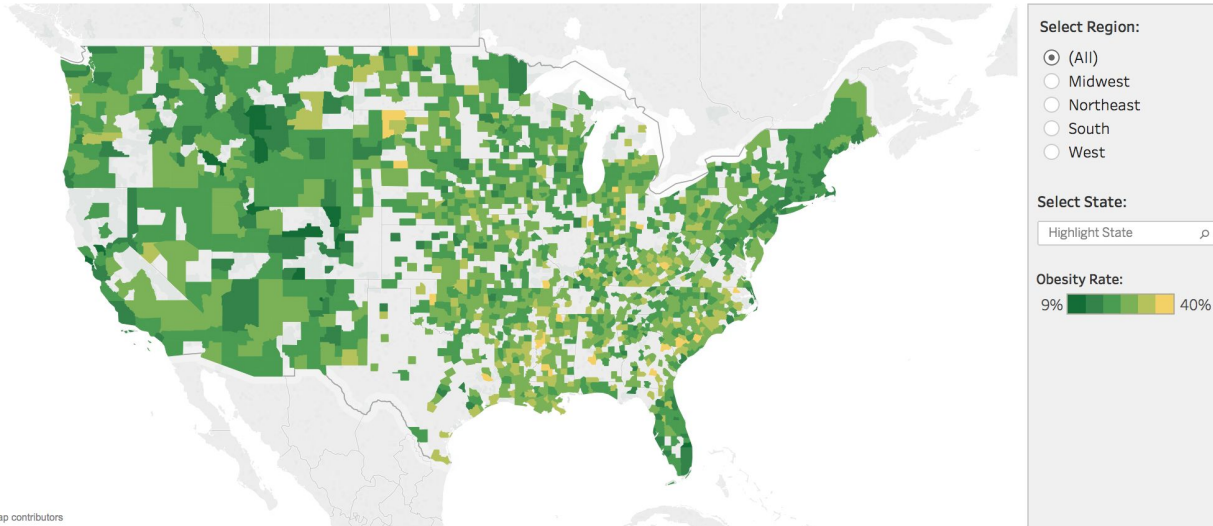 Select Region:
(All)
Midwest
Northeast
South
West
Select State:
Highlight State
Obesity Rate:
9% 40%
ap contributors